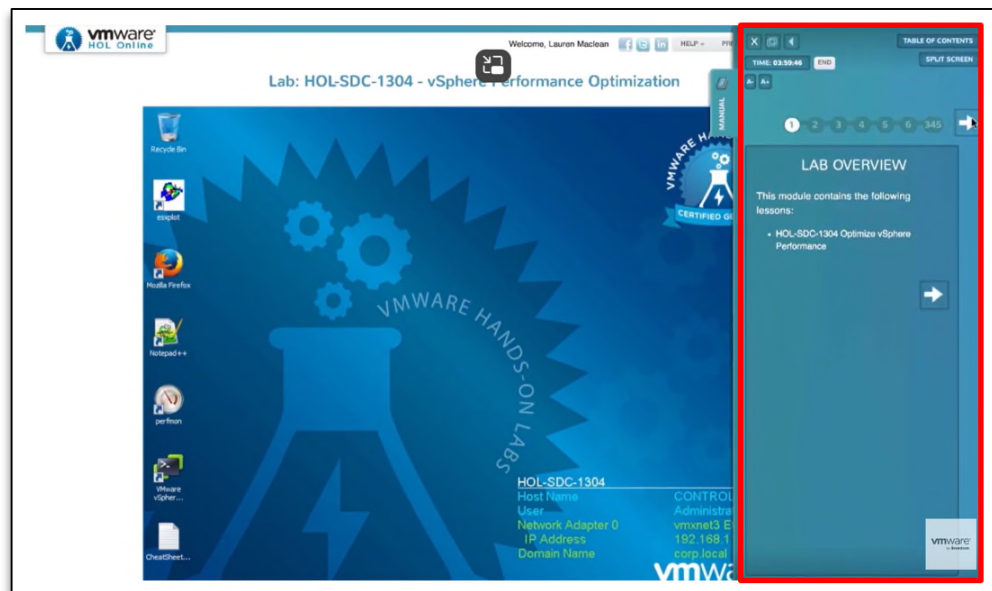 vmware®
HOL Online
Welcome, Lauren Maclean
HELP
Lab: HOL-SDC-1304 - vSphere Performance Optimization
MANUAL
Recycle Bin
esxplot
Mozilla Firefox
Notepad++
perfmon
VMware
vSpher...
CheatSheet...
VMWARE HANDS-ON LABS
CERTIFIED
HOL-SDC-1304
Host Name CONTROL
User Administra
Network Adapter 0 vmxnet3 E
IP Address 192.168.1
Domain Name corp.local
vmwa
TABLE OF CONTENTS
TIME: 03:59:46 END SPLIT SCREEN
A- A+
1 2 3 4 5 6 345
LAB OVERVIEW
This module contains the following
lessons:
• HOL-SDC-1304 Optimize vSphere
Performance
vmware®
by Broadcom